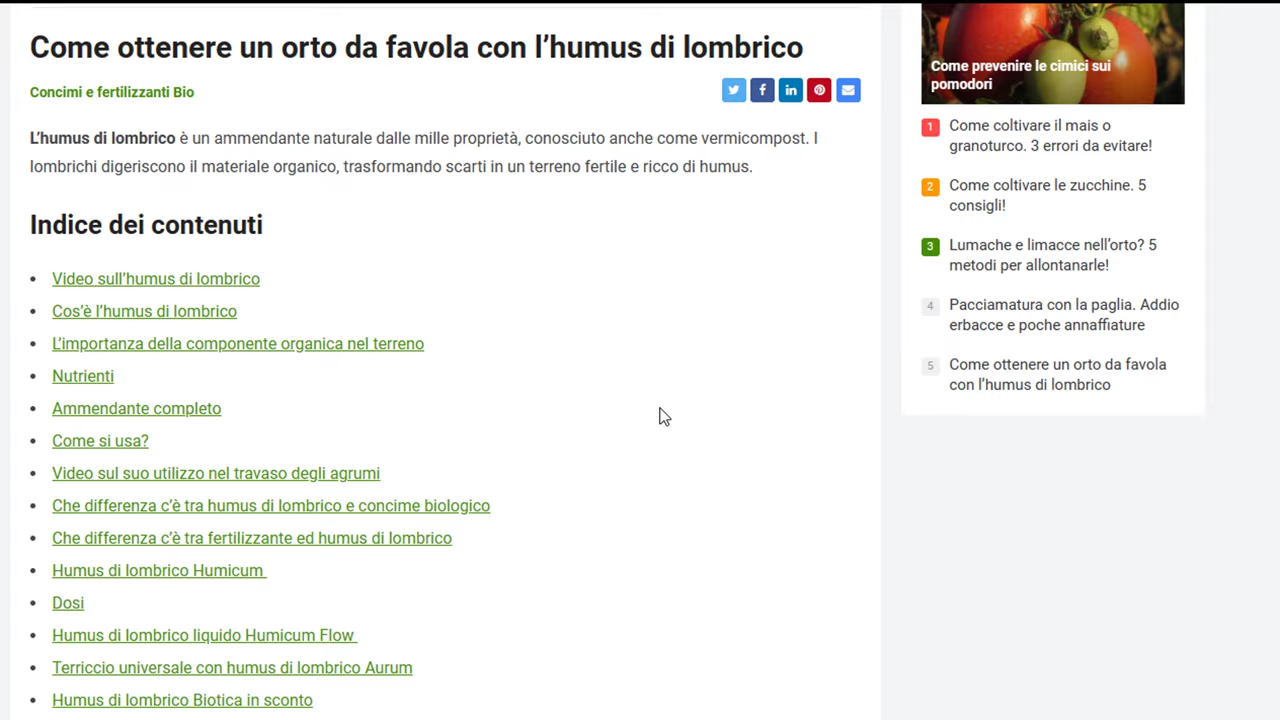 Come ottenere un orto da favola con l’humus di lombrico
Concimi e fertilizzanti Bio
L’humus di lombrico è un ammendante naturale dalle mille proprietà, conosciuto anche come vermicompost. I
lombrichi digeriscono il materiale organico, trasformando scarti in un terreno fertile e ricco di humus.
Indice dei contenuti
• Video sull’humus di lombrico
• Cos’è l’humus di lombrico
• L’importanza della componente organica nel terreno
• Nutrienti
• Ammendante completo
• Come si usa?
• Video sul suo utilizzo nel travaso degli agrumi
• Che differenza c’è tra humus di lombrico e concime biologico
• Che differenza c’è tra fertilizzante ed humus di lombrico
• Humus di lombrico Humicum
• Dosi
• Humus di lombrico liquido Humicum Flow
• Terriccio universale con humus di lombrico Aurum
• Humus di lombrico Biotica in sconto
Come prevenire le cimici sui
pomodori
1 Come coltivare il mais o
granoturco. 3 errori da evitare!
2 Come coltivare le zucchine. 5
consigli!
3 Lumache e limacce nell’orto? 5
metodi per allontanarle!
4 Pacciamatura con la paglia. Addio
erbacce e poche annaffiature
5 Come ottenere un orto da favola
con l’humus di lombrico